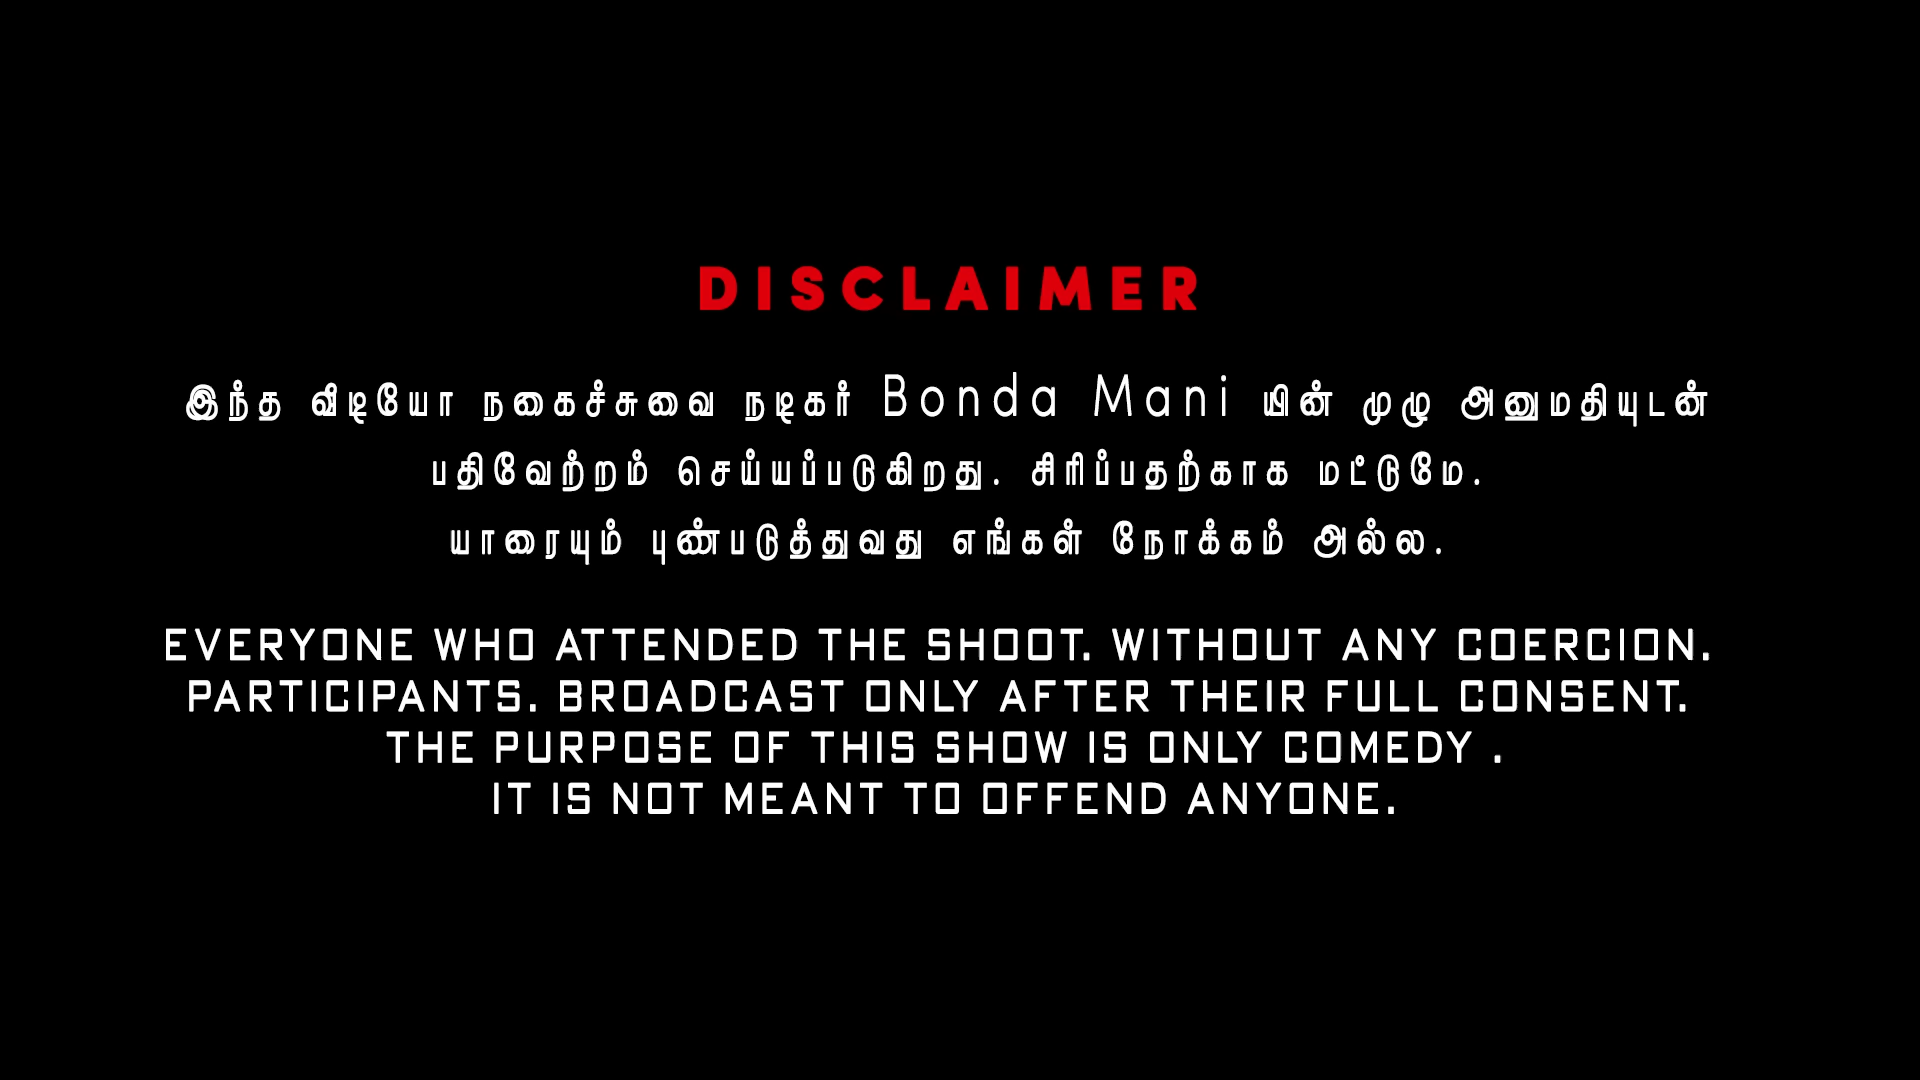 DISCLAIMER
இந்த வீடியோ நகைச்சுவை நடிகர் Bonda Mani யின் முழு அனுமதியுடன்
பதிவேற்றம் செய்யப்படுகிறது. சிரிப்பதற்காக மட்டுமே.
யாரையும் புண்படுத்துவது எங்கள் நோக்கம் அல்ல.
EVERYONE WHO ATTENDED THE SHOOT. WITHOUT ANY COERCION.
PARTICIPANTS. BROADCAST ONLY AFTER THEIR FULL CONSENT.
THE PURPOSE OF THIS SHOW IS ONLY COMEDY .
IT IS NOT MEANT TO OFFEND ANYONE.